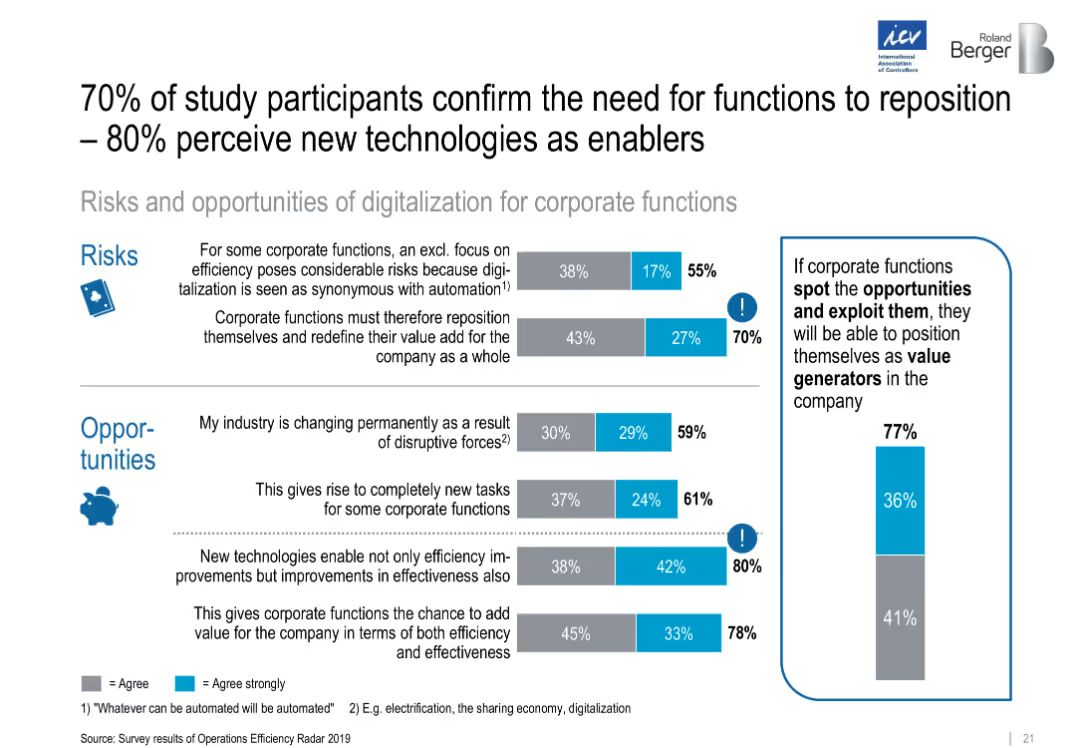 icv
International
Association
of Controllers
Roland
Berger
70% of study participants confirm the need for functions to reposition
– 80% perceive new technologies as enablers
Risks and opportunities of digitalization for corporate functions
Risks
For some corporate functions, an excl. focus on
efficiency poses considerable risks because digi-
talization is seen as synonymous with automation1)
38% 17% 55%
!
Corporate functions must therefore reposition
themselves and redefine their value add for the
company as a whole
43% 27% 70%
Oppor-
tunities
My industry is changing permanently as a result
of disruptive forces2)
30% 29% 59%
This gives rise to completely new tasks
for some corporate functions
37% 24% 61%
!
New technologies enable not only efficiency im-
provements but improvements in effectiveness also
38% 42% 80%
This gives corporate functions the chance to add
value for the company in terms of both efficiency
and effectiveness
45% 33% 78%
If corporate functions
spot the opportunities
and exploit them, they
will be able to position
themselves as value
generators in the
company
77%
36%
41%
= Agree = Agree strongly
1) "Whatever can be automated will be automated" 2) E.g. electrification, the sharing economy, digitalization
Source: Survey results of Operations Efficiency Radar 2019
21